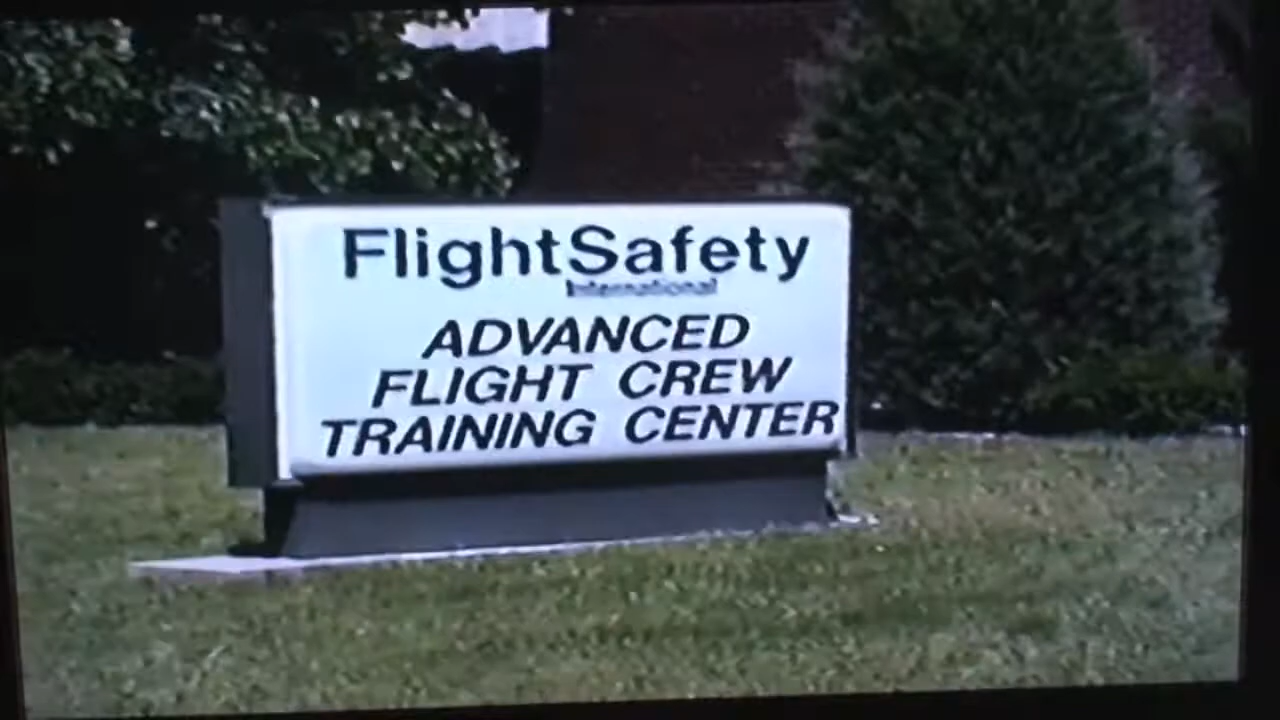 FlightSafety
International
ADVANCED
FLIGHT CREW
TRAINING CENTER